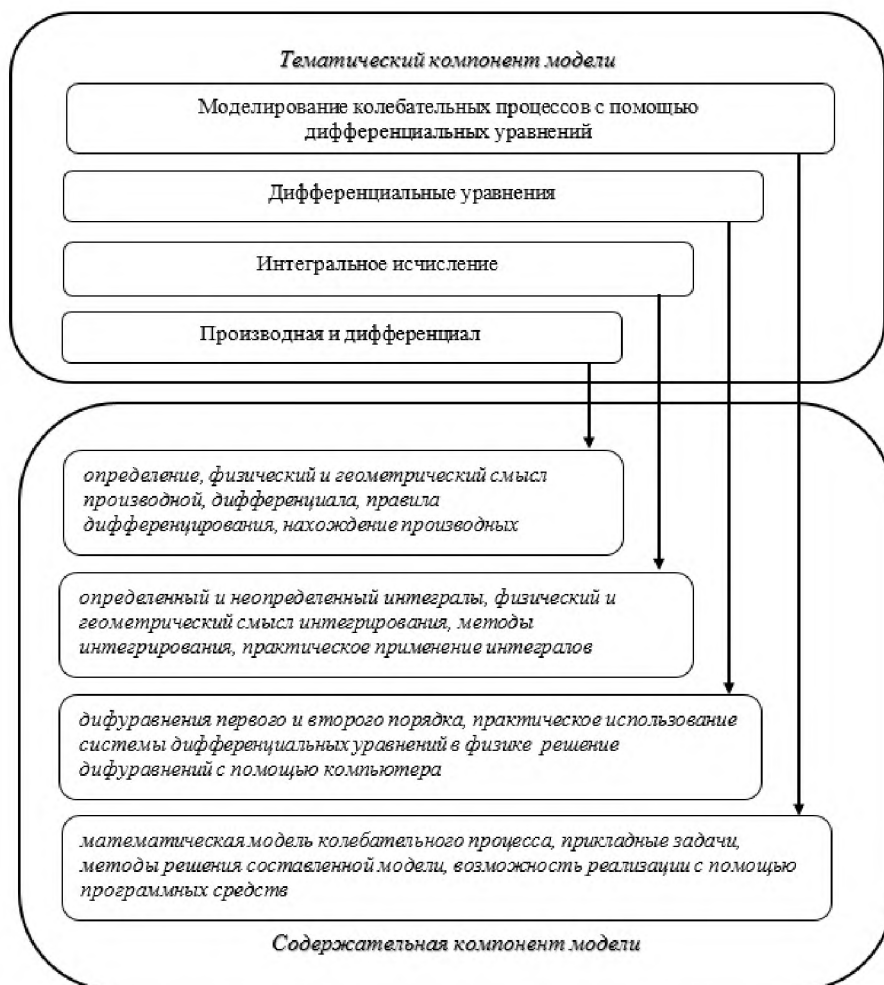 Тематический компонент модели
Моделирование колебательных процессов с помощью
дифференциальных уравнений
Дифференциальные уравнения
Интегральное исчисление
Производная и дифференциал
определение, физический и геометрический смысл
производной, дифференциала, правила
дифференцирования, нахождение производных
определенный и неопределенный интегралы, физический и
геометрический смысл интегрирования, методы
интегрирования, практическое применение интегралов
дифуравнения первого и второго порядка, практическое использование
системы дифференциальных уравнений в физике решение
дифуравнений с помощью компьютера
математическая модель колебательного процесса, прикладные задачи,
методы решения составленной модели, возможность реализации с помощью
программных средств
Содержательная компонент модели